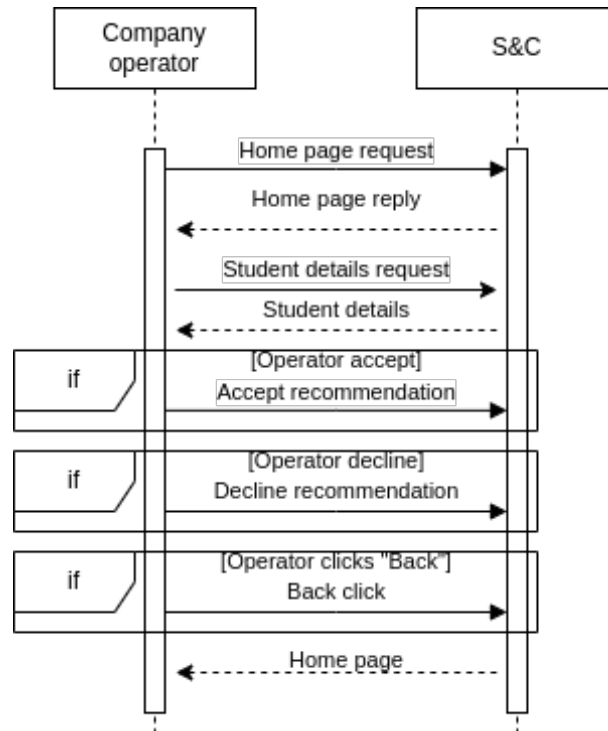 Company
operator
S&C
Home page request
Home page reply
Student details request
Student details
if
[Operator accept]
Accept recommendation
if
[Operator decline]
Decline recommendation
if
[Operator clicks "Back"]
Back click
Home page